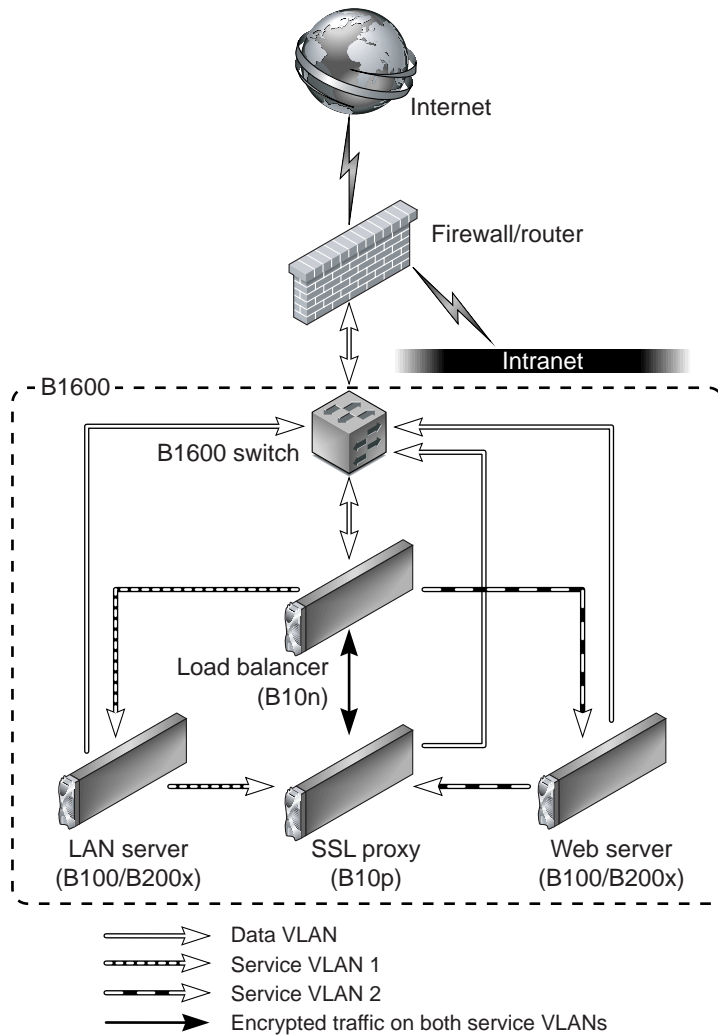 Internet
Firewall/router
Intranet
B1600
B1600 switch
Load balancer
(B10n)
LAN server
(B100/B200x)
SSL proxy
(B10p)
Web server
(B100/B200x)
Data VLAN
Service VLAN 1
Service VLAN 2
Encrypted traffic on both service VLANs